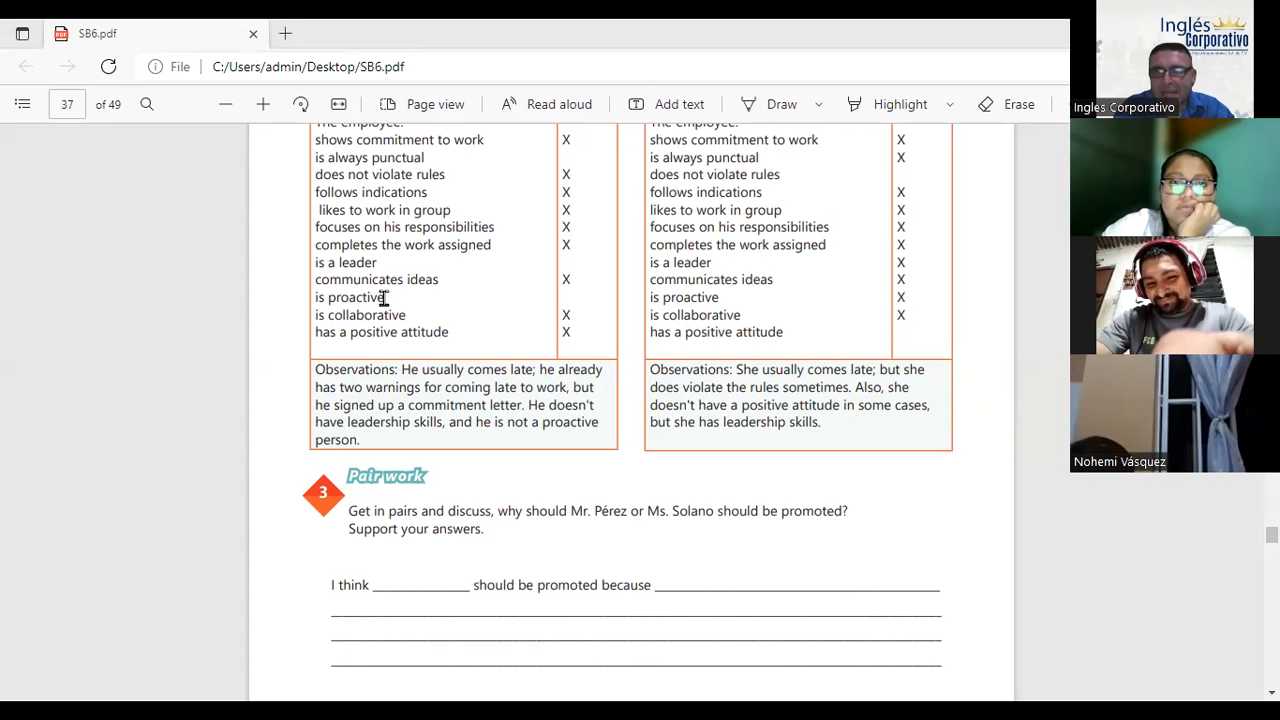 SB6.pdf
File
C:/Users/admin/Desktop/SB6.pdf
37
of 49
Page view
Read aloud
Add text
Draw
Highlight
Erase
The employee:
shows commitment to work X
is always punctual
does not violate rules X
follows indications X
likes to work in group X
focuses on his responsibilities X
completes the work assigned X
is a leader
communicates ideas X
is proactive
is collaborative X
has a positive attitude X
Observations: He usually comes late; he already
has two warnings for coming late to work, but
he signed up a commitment letter. He doesn't
have leadership skills, and he is not a proactive
person.
The employee:
shows commitment to work X
is always punctual X
does not violate rules
follows indications X
likes to work in group X
focuses on his responsibilities X
completes the work assigned X
is a leader X
communicates ideas X
is proactive X
is collaborative X
has a positive attitude
Observations: She usually comes late; but she
does violate the rules sometimes. Also, she
doesn't have a positive attitude in some cases,
but she has leadership skills.
3
Pair work
Get in pairs and discuss, why should Mr. Pérez or Ms. Solano should be promoted?
Support your answers.
I think ______________ should be promoted because ______________
Inglés
Corporativo
Ingles Corporativo
Nohemi Vásquez